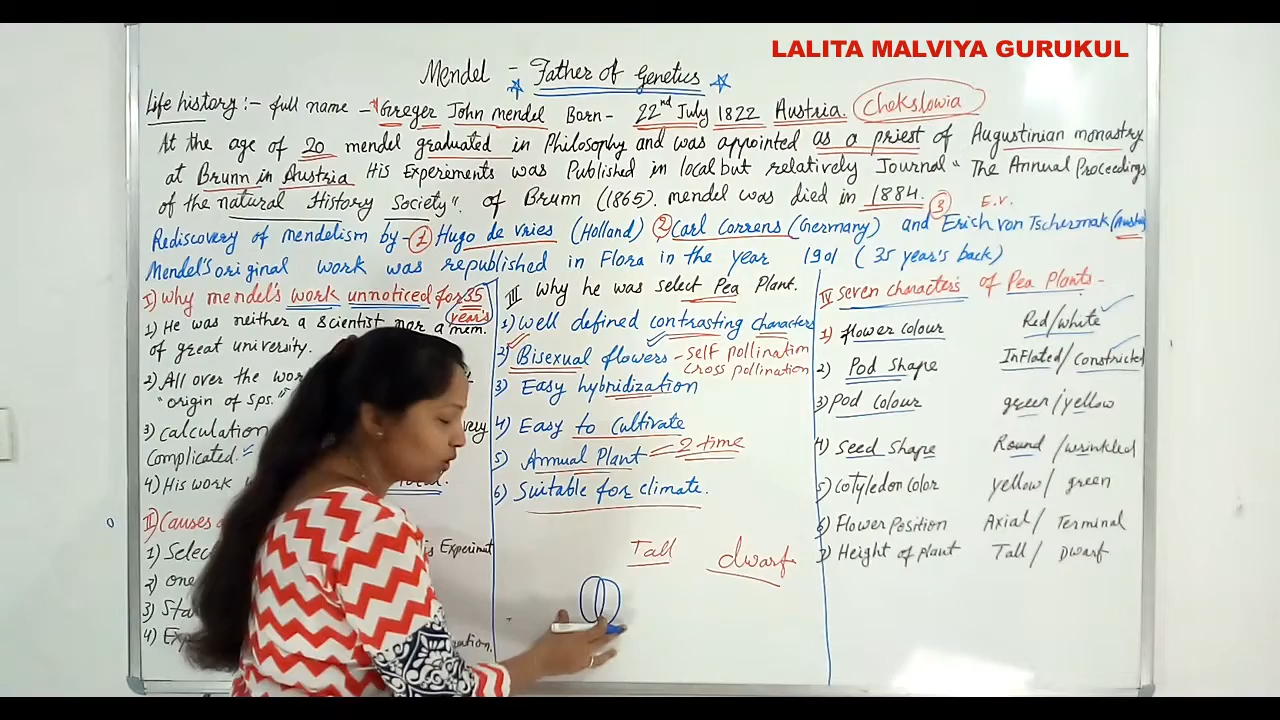 LALITA MALVIYA GURUKUL
Mendel - Father of Genetics
Life history:- full name - Greger John mendel Born- 22nd July 1822 Austria. Chekslowia
At the age of 20 mendel graduated in Philosophy and was appointed as a priest of Augustinian monastry
at Brunn in Austria His Experements was Published in local but relatively Journal "The Annual Proceedings
of the natural History Society". of Brunn (1865). mendel was died in 1884.
③ E.V.
Rediscovery of mendelism by- ① Hugo de vries (Holland) ② Carl Correns (Germany) and Erich von Tschermak (Austria
Mendel's original work was republished in Flora in the year 1901 (35 year's back)
I) Why mendel's work unnoticed for 35 years
1) He was neither a scientist nor a mem.
of great university.
2) All over the
"origin of sps."
3) calculation very
complicated.
4) His work
II) Causes
1) Selec is Experiment
2) one
3) Sta
4) Exp
III why he was select Pea Plant.
1) Well defined contrasting characters
2) Bisexual flowers - self pollination
cross pollination
3) Easy hybridization
4) Easy to cultivate
5) Annual Plant 2 time
6) Suitable for climate.
Tall dwarf
IV seven character's of Pea Plants-
1) flower colour Red/white
2) Pod shape Inflated/constricted
3) Pod colour green/yellow
4) Seed shape Round/wrinkled
5) Cotyledon color yellow/green
6) Flower Position Axial/Terminal
7) Height of plant Tall/Dwarf